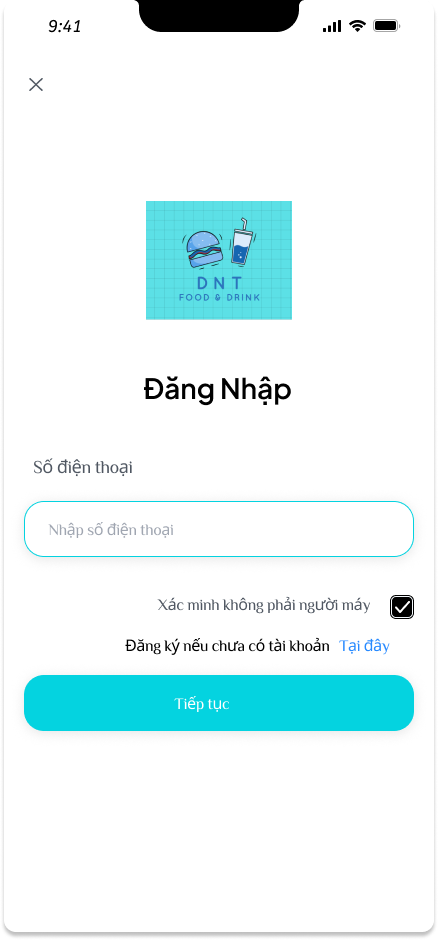 9:41
DNT
FOOD & DRINK
Đăng Nhập
Số điện thoại
Nhập số điện thoại
Xác minh không phải người máy
Đăng ký nếu chưa có tài khoản Tại đây
Tiếp tục